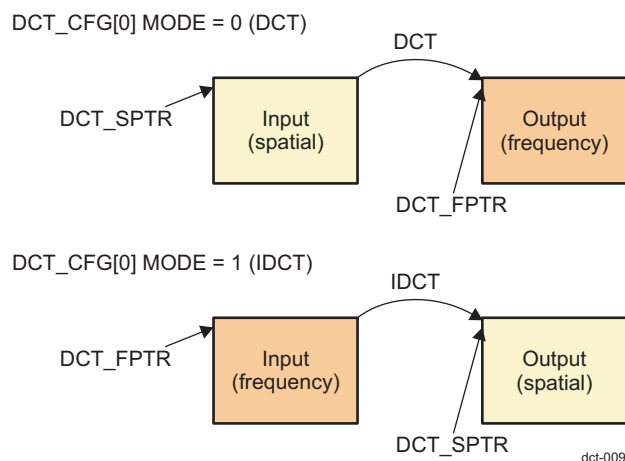 DCT_CFG[0] MODE = 0 (DCT)
DCT
DCT_SPTR
Input
(spatial)
Output
(frequency)
DCT_FPTR
DCT_CFG[0] MODE = 1 (IDCT)
IDCT
DCT_FPTR
Input
(frequency)
Output
(spatial)
DCT_SPTR
dct-009